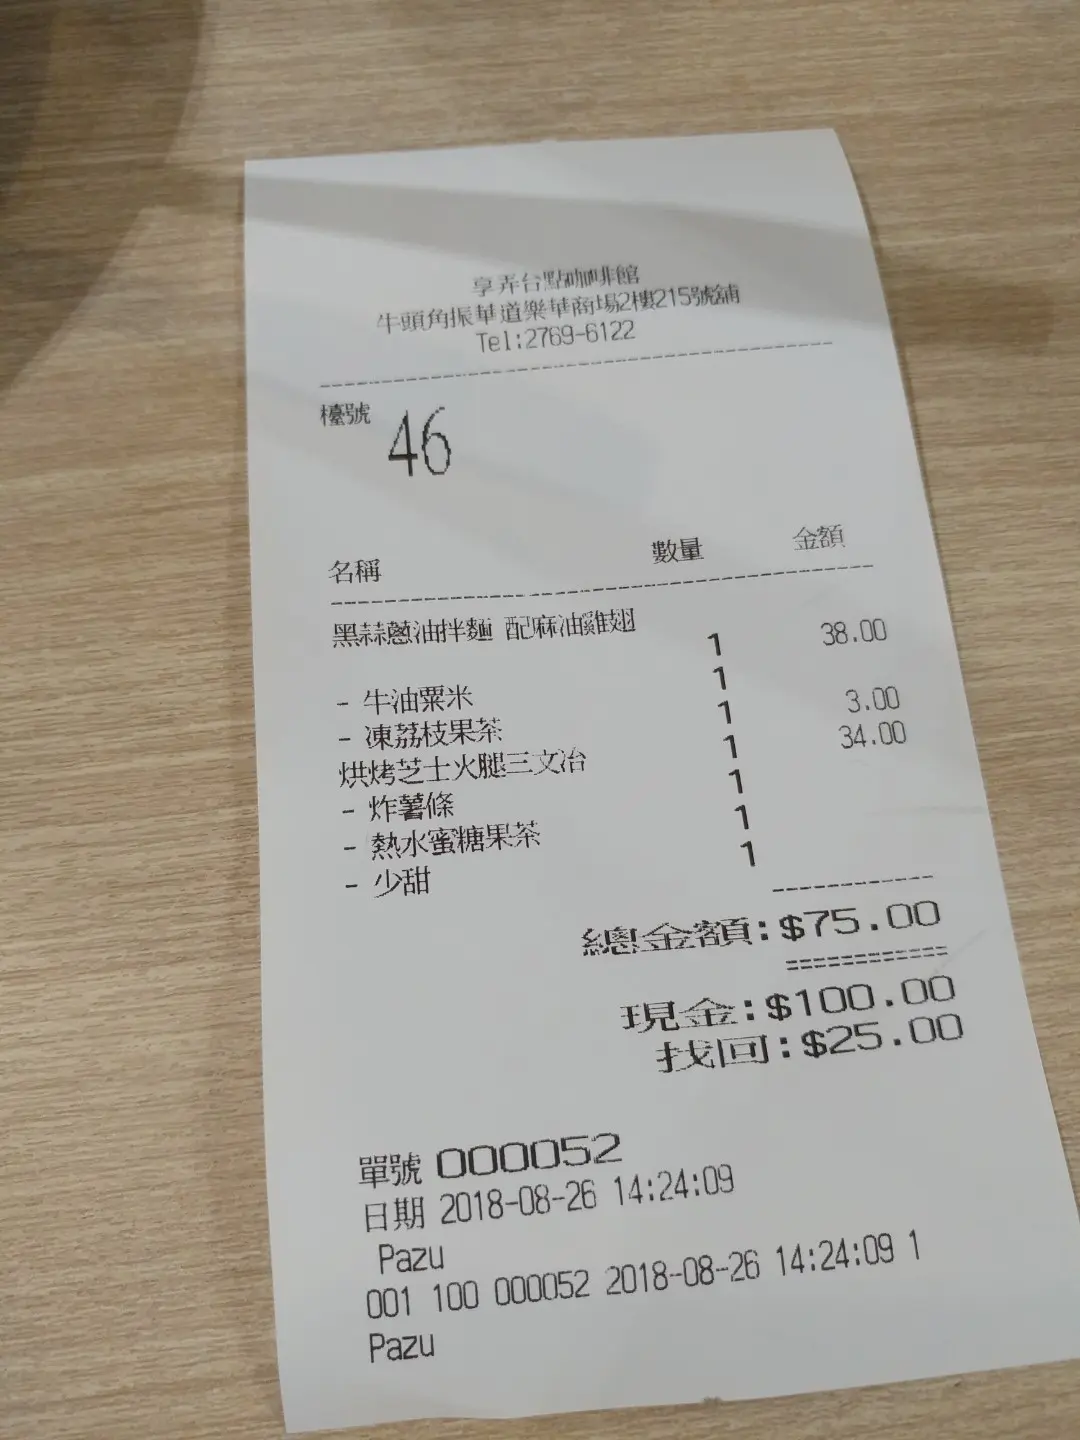 享弄台點咖啡館
牛頭角振華道樂華商場2樓215號舖
Tel:2769-6122
檯號 46
名稱 數量 金額
黑蒜蔥油拌麵 配麻油雞翅 1 38.00
- 牛油粟米 1
- 凍荔枝果茶 1 3.00
烘烤芝士火腿三文治 1 34.00
- 炸薯條 1
- 熱水蜜糖果茶 1
- 少甜 1
總金額:$75.00
現金:$100.00
找回:$25.00
單號 000052
日期 2018-08-26 14:24:09
Pazu
001 100 000052 2018-08-26 14:24:09 1
Pazu